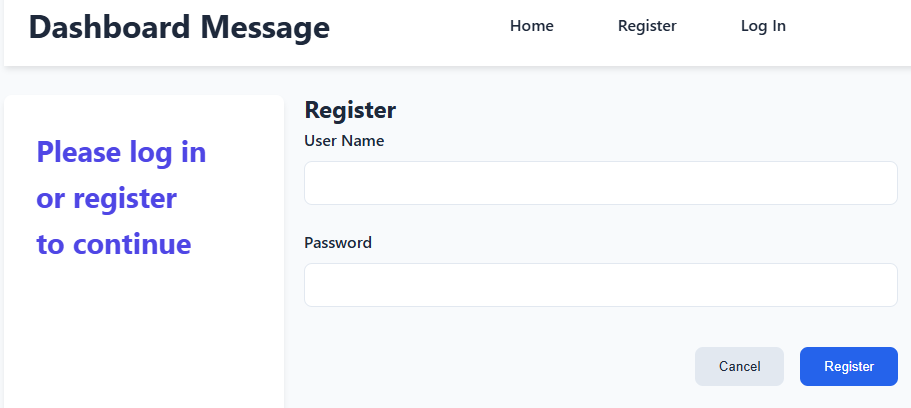 Dashboard Message
Home
Register
Log In
Please log in
or register
to continue
Register
User Name
Password
Cancel
Register